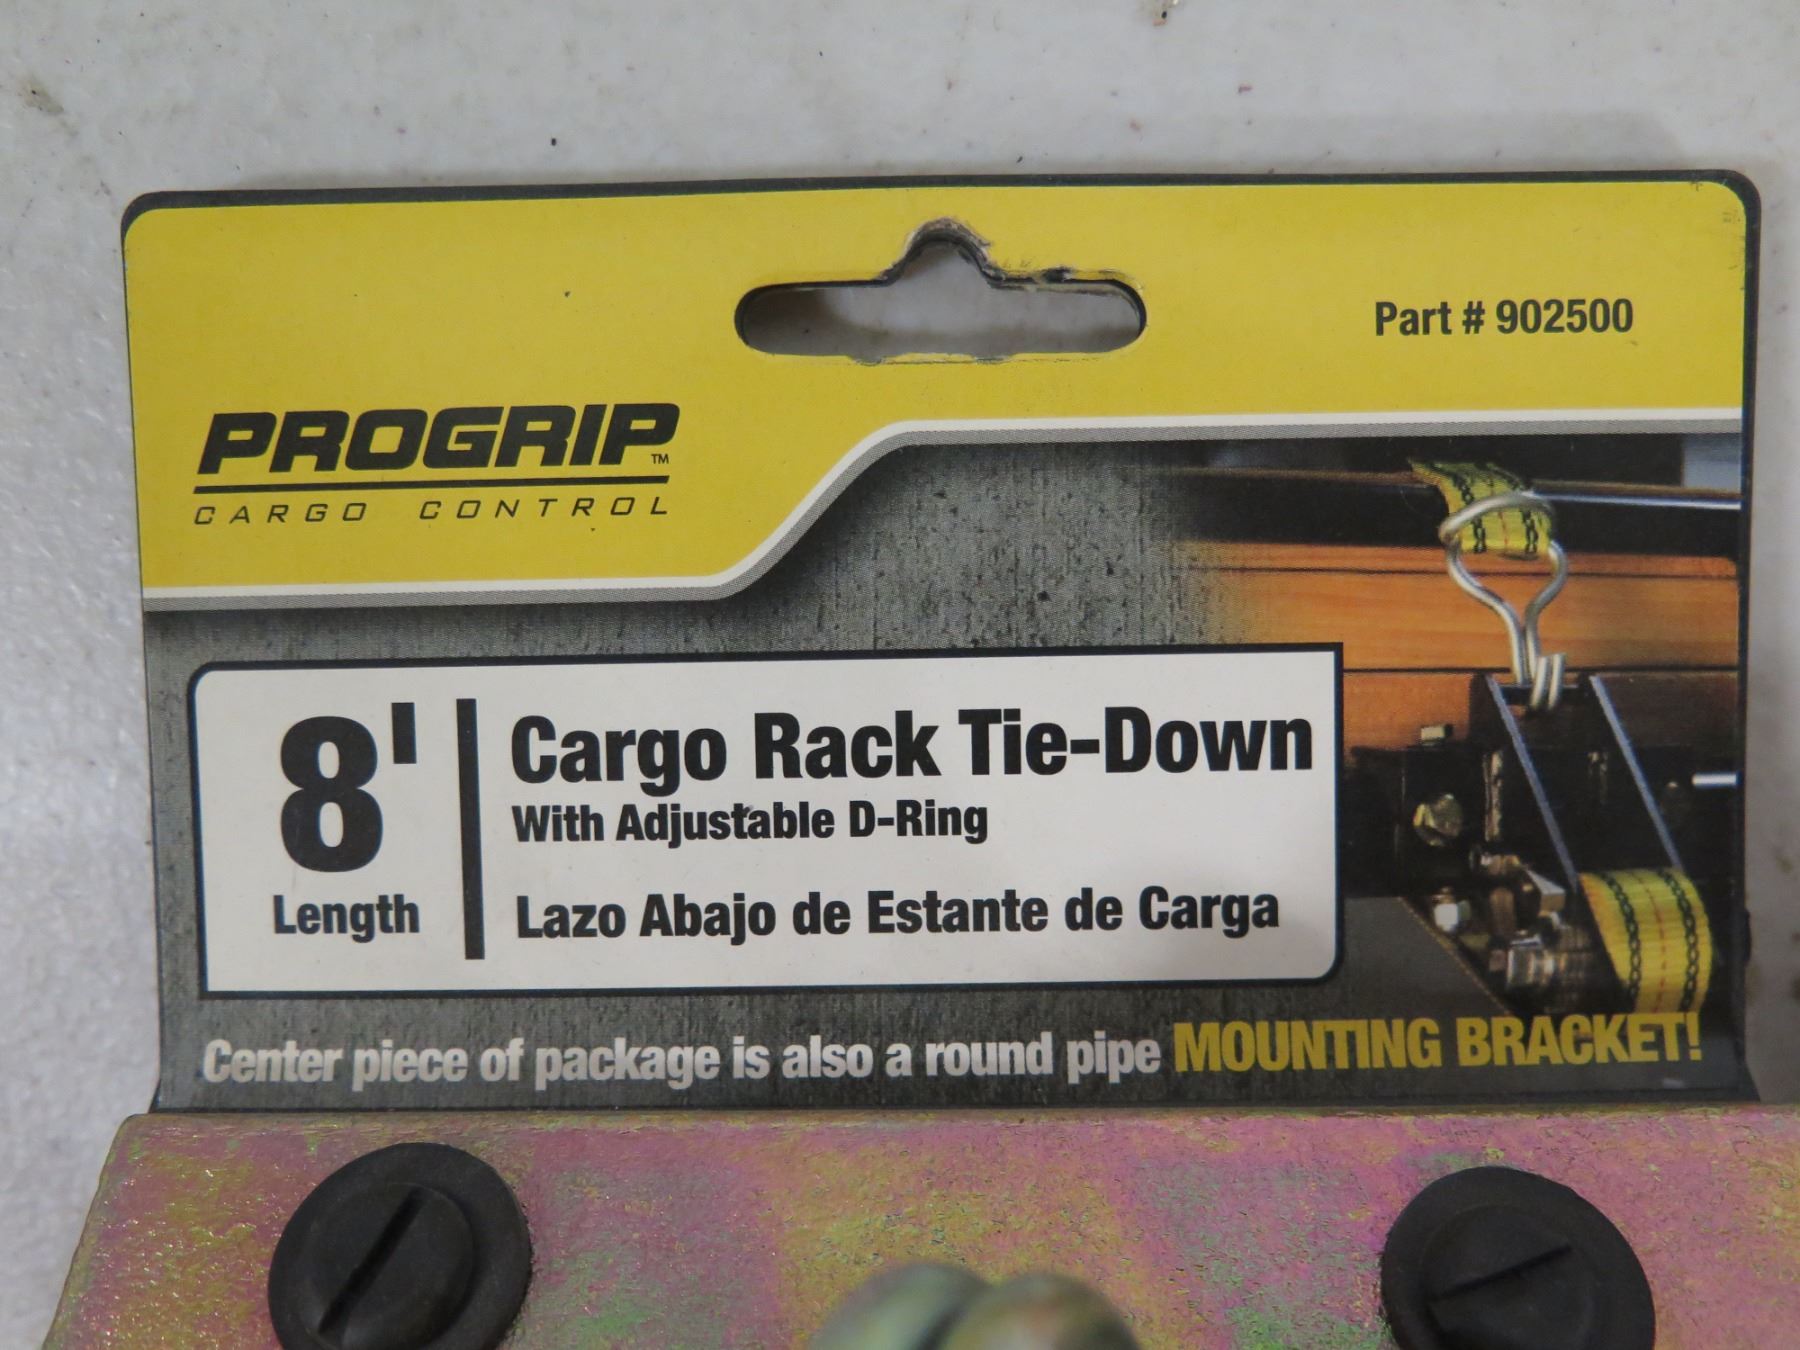 Part # 902500
PROGRIP™
CARGO CONTROL
8'
Length
Cargo Rack Tie-Down
With Adjustable D-Ring
Lazo Abajo de Estante de Carga
Center piece of package is also a round pipe MOUNTING BRACKET!